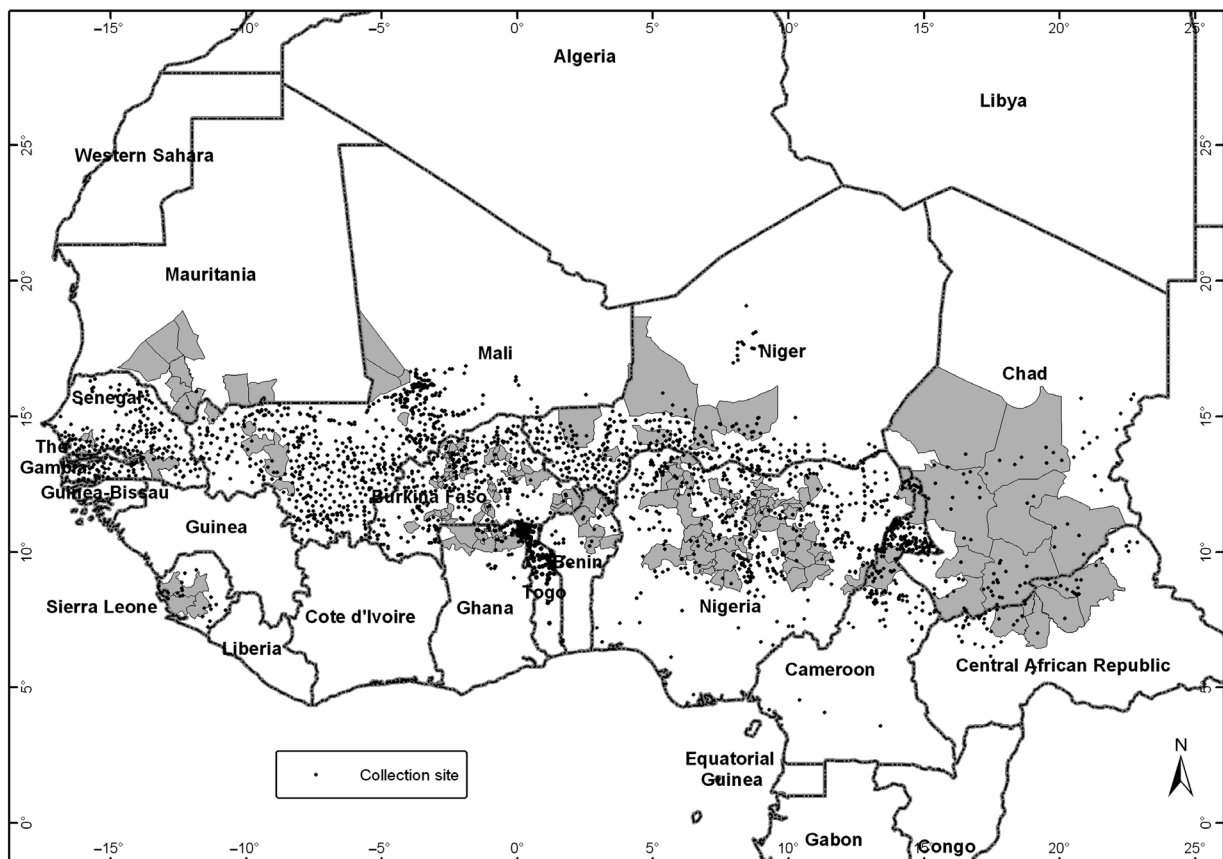 −15° −10° −5° 0° 5° 10° 15° 20° 25°
Algeria
Libya
25° 25°
Western Sahara
Mauritania
20° 20°
Mali
Niger
Chad
Senegal
15° 15°
The
Gambia
Guinea-Bissau
Burkina Faso
Guinea
10° 10°
Benin
Togo
Sierra Leone
Ghana
Nigeria
Cote d'Ivoire
Liberia
Central African Republic
Cameroon
5° 5°
Equatorial
Guinea
N
Collection site
0° 0°
Gabon
Congo
−15° −10° −5° 0° 5° 10° 15° 20°